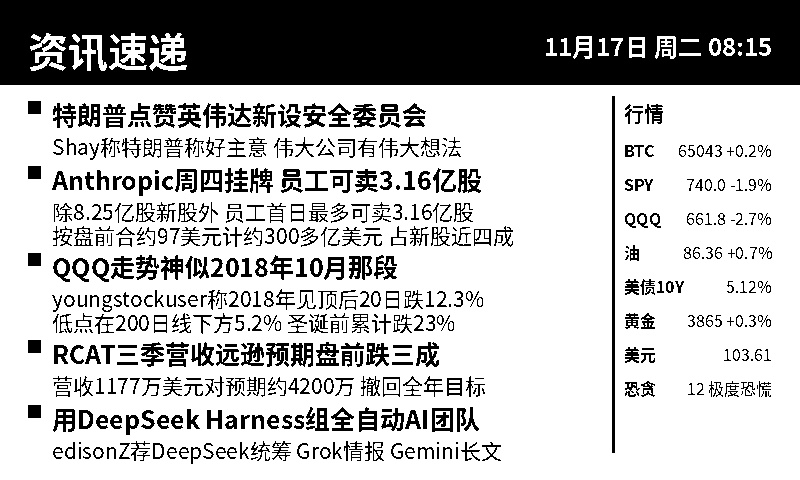 资讯速递
11月17日 周二 08:15
特朗普点赞英伟达新设安全委员会
Shay称特朗普称好主意 伟大公司有伟大想法
Anthropic周四挂牌 员工可卖3.16亿股
除8.25亿股新股外 员工首日最多可卖3.16亿股
按盘前合约97美元计约300多亿美元 占新股近四成
QQQ走势神似2018年10月那段
youngstockuser称2018年见顶后20日跌12.3%
低点在200日线下方5.2% 圣诞前累计跌23%
RCAT三季营收远逊预期盘前跌三成
营收1177万美元对预期约4200万 撤回全年目标
用DeepSeek Harness组全自动AI团队
edisonZ荐DeepSeek统筹 Grok情报 Gemini长文
行情
BTC 65043 +0.2%
SPY 740.0 -1.9%
QQQ 661.8 -2.7%
油 86.36 +0.7%
美债10Y 5.12%
黄金 3865 +0.3%
美元 103.61
恐贪 12 极度恐慌